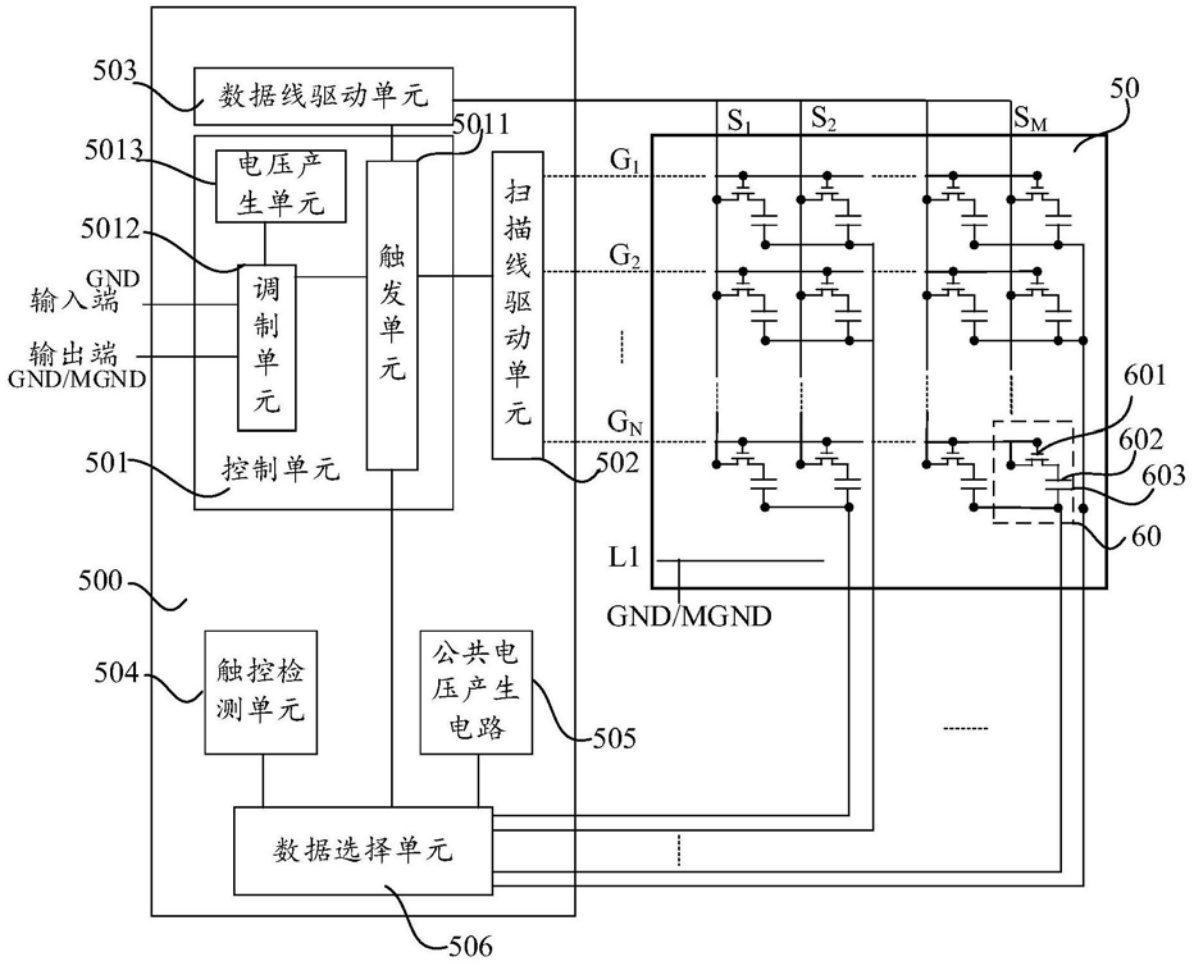 503
数据线驱动单元
5011
S1
S2
SM
50
5013
电压产
生单元
G1
扫描线驱动单元
5012
GND
触发单元
G2
输入端
调制单元
输出端
GND/MGND
601
GN
602
501
控制单元
502
603
60
L1
500
GND/MGND
504
触控检
测单元
公共电
压产生
电路
505
数据选择单元
506